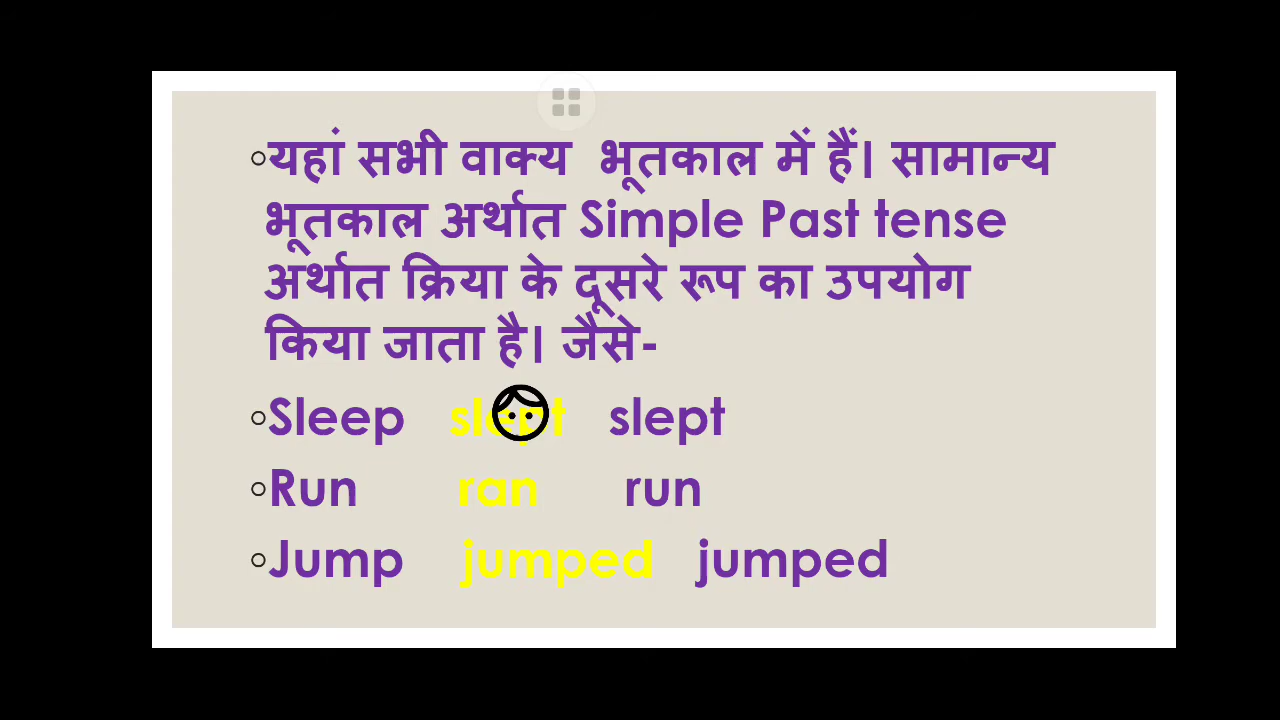 यहां सभी वाक्य भूतकाल में हैं। सामान्य
भूतकाल अर्थात Simple Past tense
अर्थात क्रिया के दूसरे रूप का उपयोग
किया जाता है। जैसे-
Sleep slept slept
Run ran run
Jump jumped jumped